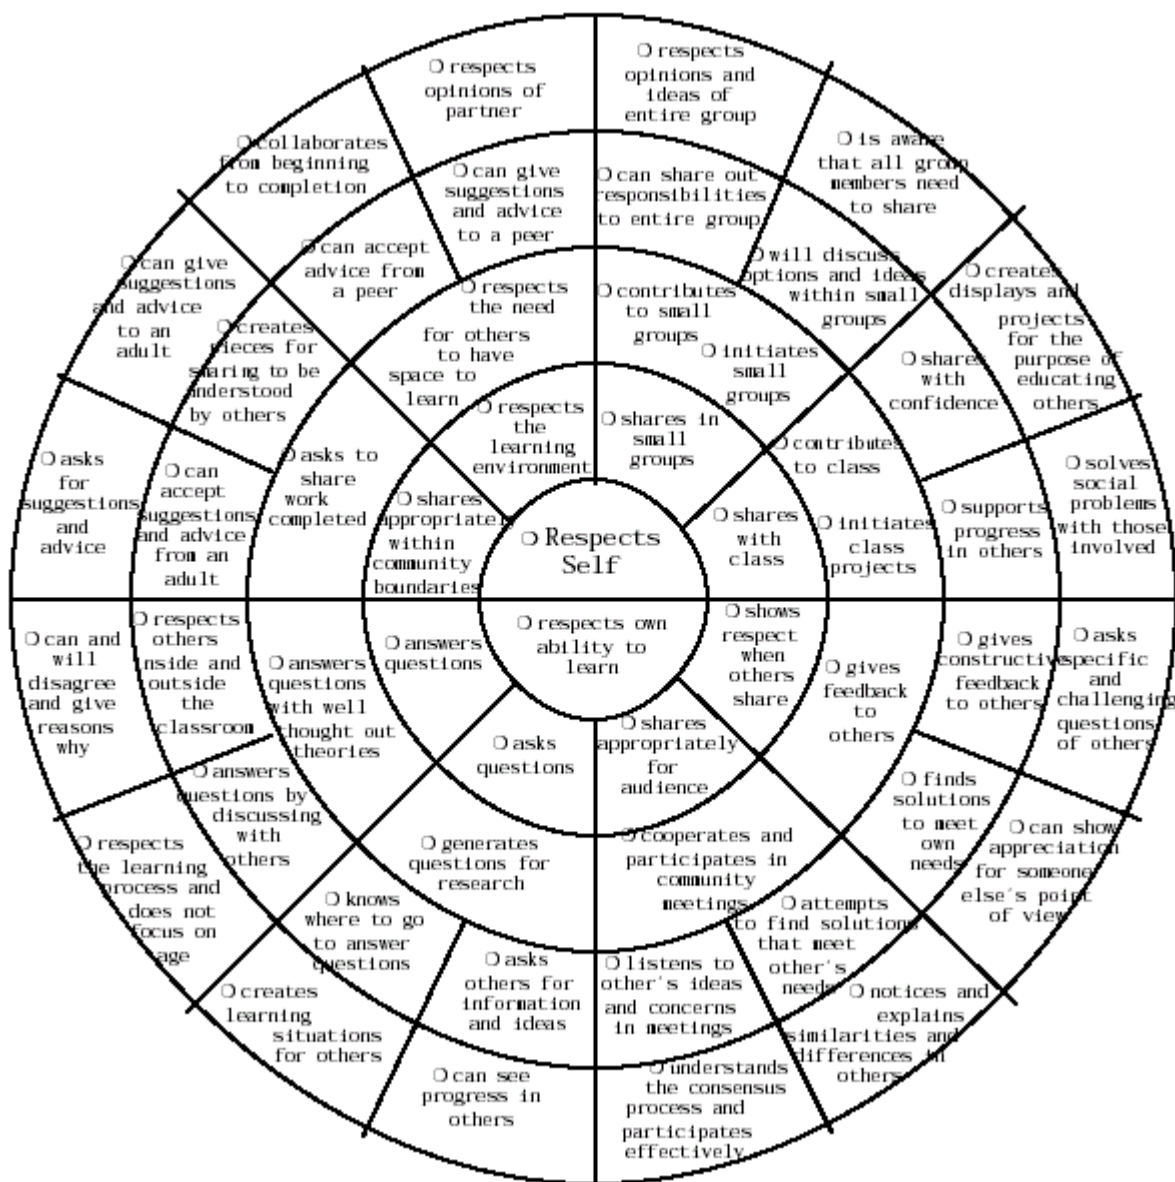 ❍ respects
opinions of
partner
❍ respects
opinions and
ideas of
entire group
❍ collaborates
from beginning
to completion
❍ is aware
that all group
members need
to share
❍ can give
suggestions
and advice
to a peer
❍ can share out
responsibilities
to entire group
❍ can give
suggestions
and advice
to an
adult
❍ can accept
advice from
a peer
❍ will discuss
options and ideas
within small
groups
❍ creates
displays and
projects
for the
purpose of
educating
others
❍ respects
the need
for others
to have
space to
learn
❍ contributes
to small
groups
❍ initiates
small
groups
❍ creates
pieces for
sharing to be
understood
by others
❍ shares
with
confidence
❍ respects
the
learning
environment
❍ shares in
small
groups
❍ asks
for
suggestions
and
advice
❍ can
accept
suggestions
and advice
from an
adult
❍ asks to
share
work
completed
❍ shares
appropriately
within
community
boundaries
❍ Respects
Self
❍ shares
with
class
❍ contributes
to class
❍ initiates
class
projects
❍ supports
progress
in others
❍ solves
social
problems
with those
involved
❍ can and
will
disagree
and give
reasons
why
❍ respects
others
inside and
outside
the
classroom
❍ answers
questions
with well
thought out
theories
❍ answers
questions
❍ respects own
ability to
learn
❍ shows
respect
when
others
share
❍ gives
feedback
to
others
❍ gives
constructive
feedback
to others
❍ asks
specific
and
challenging
questions
of others
❍ asks
questions
❍ shares
appropriately
for
audience
❍ respects
the learning
process and
does not
focus on
age
❍ answers
questions by
discussing
with
others
❍ generates
questions for
research
❍ cooperates and
participates in
community
meetings
❍ finds
solutions
to meet
own
needs
❍ can show
appreciation
for someone
else's point
of view
❍ knows
where to go
to answer
questions
❍ asks
others for
information
and ideas
❍ listens to
other's ideas
and concerns
in meetings
❍ attempts
to find solutions
that meet
other's
needs
❍ creates
learning
situations
for others
❍ can see
progress in
others
❍ understands
the consensus
process and
participates
effectively
❍ notices and
explains
similarities and
differences in
others